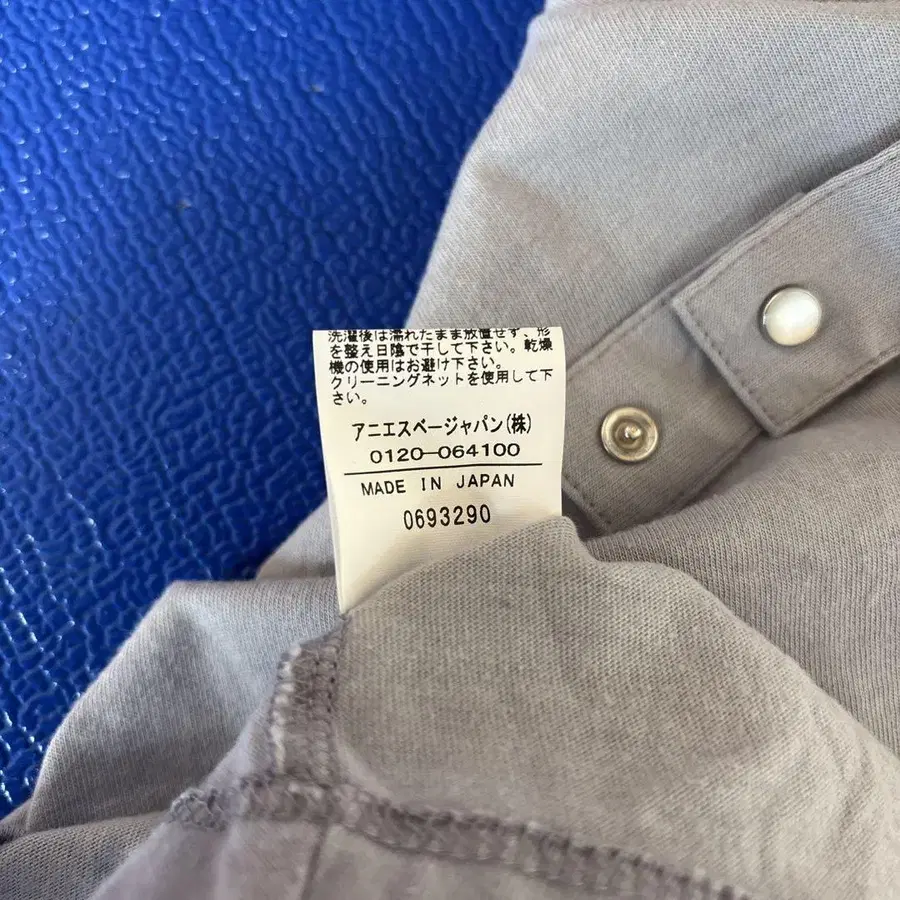 洗濯後は濡れたまま放置せず、形
を整え日陰で干して下さい。乾燥
機の使用はお避け下さい。
クリーニングネットを使用して下
さい。
アニエスベージャパン(株)
0120-064100
MADE IN JAPAN
0693290